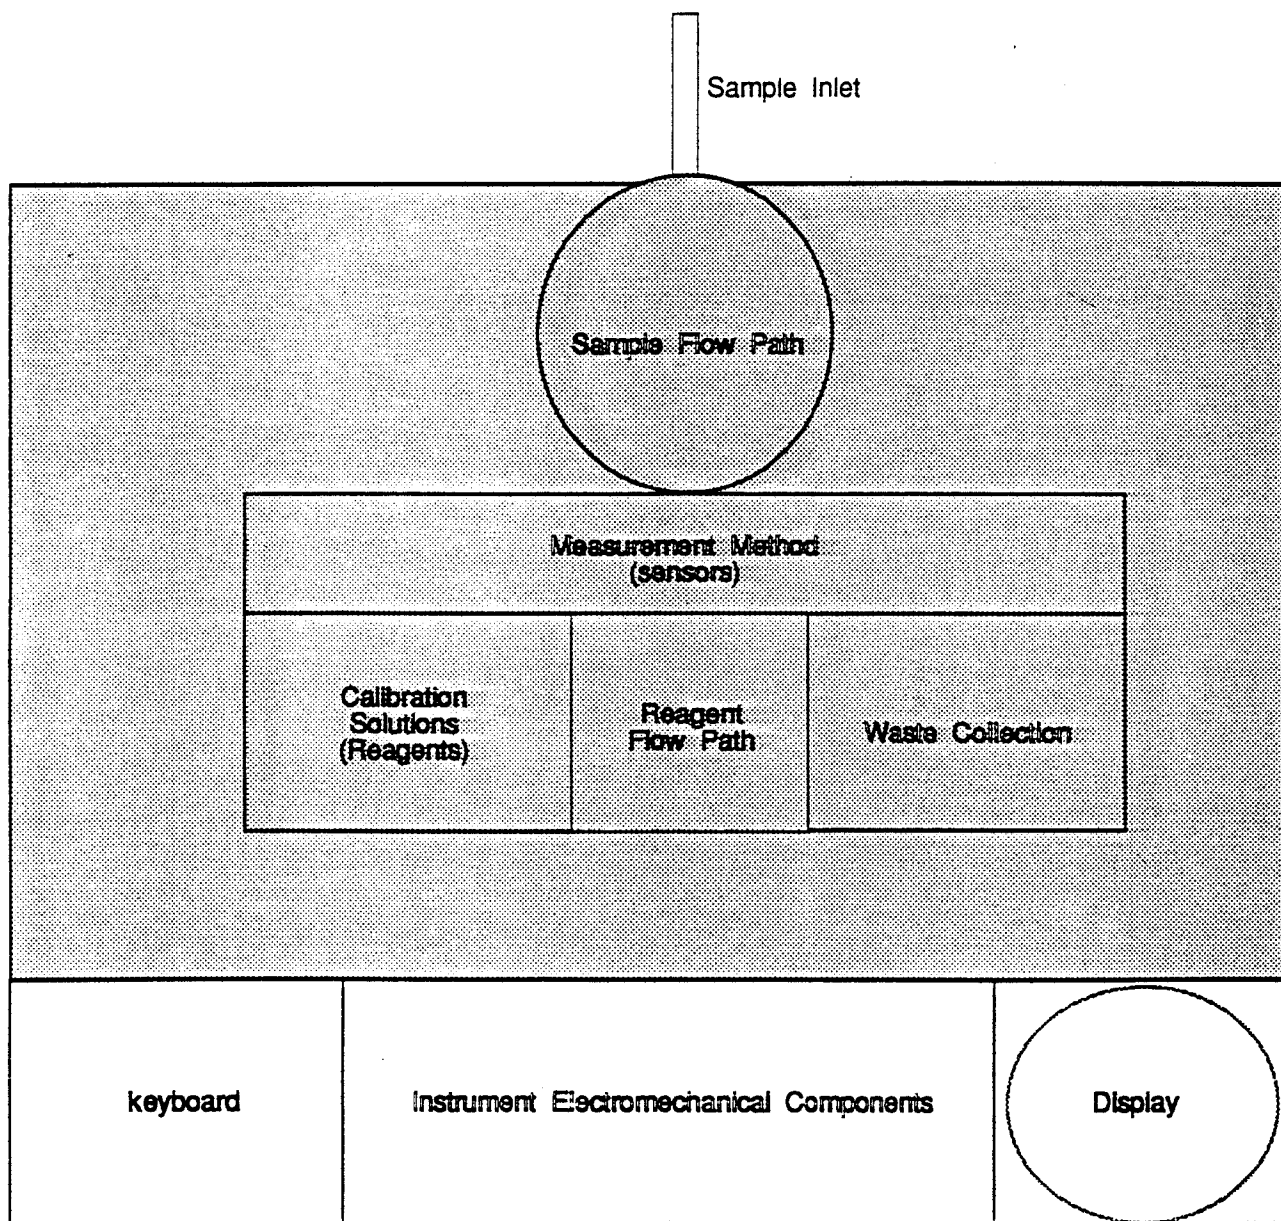 Sample Inlet
Sample Flow Path
Measurement Method
(sensors)
Calibration
Solutions
(Reagents)
Reagent
Flow Path
Waste Collection
keyboard
Instrument Electromechanical Components
Display